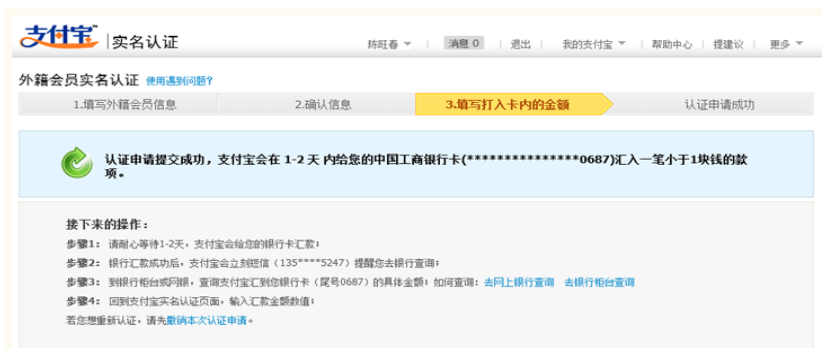 支付宝™ | 实名认证
陈旺春 | 消息 0 | 退出 | 我的支付宝 | 帮助中心 | 提建议 | 更多
外籍会员实名认证 使用遇到问题?
1.填写外籍会员信息 2.确认信息 3.填写打入卡内的金额 认证申请成功
认证申请提交成功，支付宝会在 1-2 天 内给您的中国工商银行卡(***************0687)汇入一笔小于1块钱的款
项。
接下来的操作：
步骤1： 请耐心等待1-2天，支付宝会给您的银行卡汇款；
步骤2： 银行汇款成功后，支付宝会立刻短信（135****5247）提醒您去银行查询；
步骤3： 到银行柜台或网银，查询支付宝汇到您银行卡（尾号0687）的具体金额；如何查询：去网上银行查询 去银行柜台查询
步骤4： 回到支付宝实名认证页面，输入汇款金额数值；
若您想重新认证，请先撤销本次认证申请。